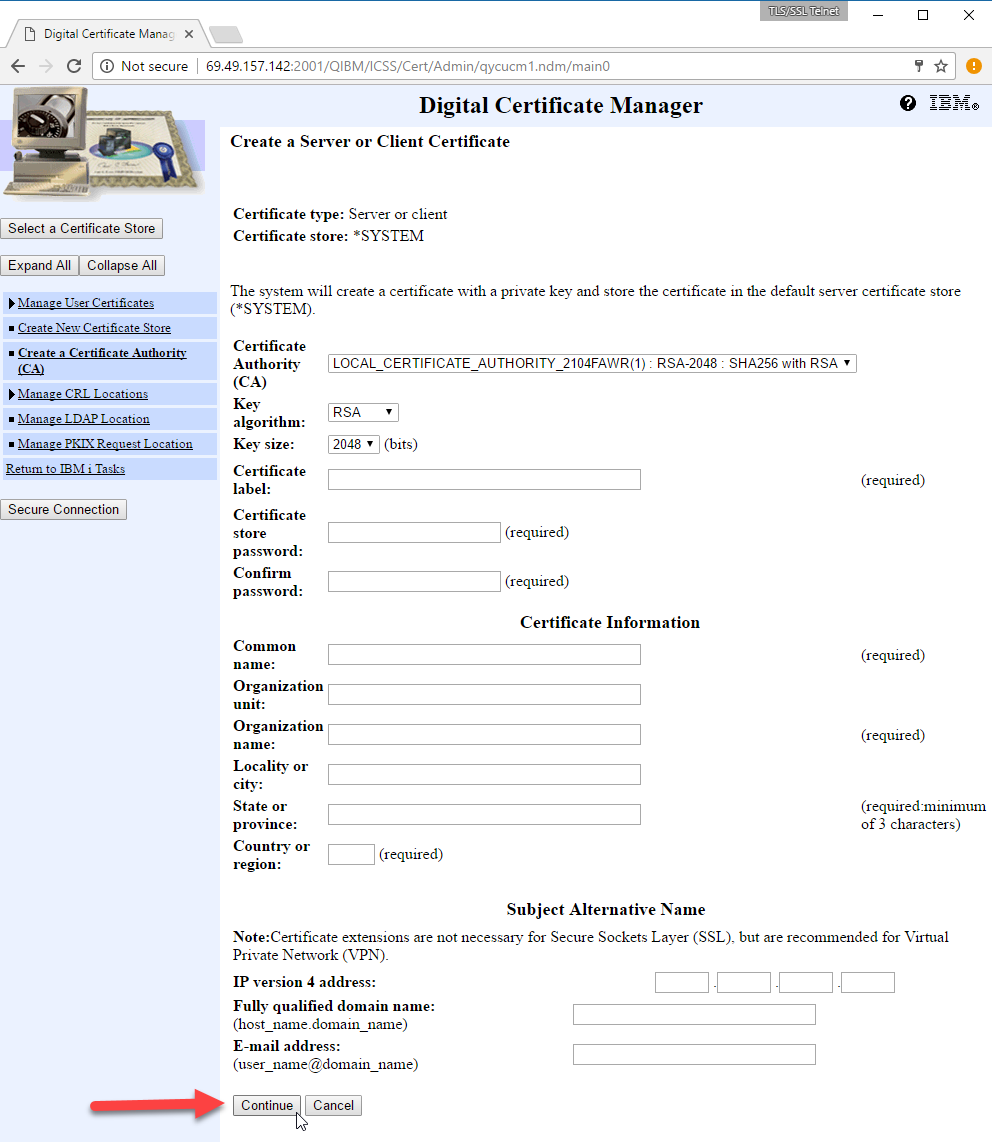 TLS/SSL Telnet
Digital Certificate Manag
Not secure
69.49.157.142:2001/QIBM/ICSS/Cert/Admin/qycucm1.ndm/main0
Digital Certificate Manager
IBM
Create a Server or Client Certificate
Certificate type: Server or client
Certificate store: *SYSTEM
Select a Certificate Store
Expand All
Collapse All
Manage User Certificates
Create New Certificate Store
Create a Certificate Authority
(CA)
Manage CRL Locations
Manage LDAP Location
Manage PKIX Request Location
Return to IBM i Tasks
Secure Connection
The system will create a certificate with a private key and store the certificate in the default server certificate store
(*SYSTEM).
Certificate
Authority
(CA)
LOCAL_CERTIFICATE_AUTHORITY_2104FAWR(1) : RSA-2048 : SHA256 with RSA
Key
algorithm:
RSA
Key size:
2048
(bits)
Certificate
label:
(required)
Certificate
store
password:
(required)
Confirm
password:
(required)
Certificate Information
Common
name:
(required)
Organization
unit:
Organization
name:
(required)
Locality or
city:
State or
province:
(required:minimum
of 3 characters)
Country or
region:
(required)
Subject Alternative Name
Note:Certificate extensions are not necessary for Secure Sockets Layer (SSL), but are recommended for Virtual
Private Network (VPN).
IP version 4 address:
. . .
Fully qualified domain name:
(host_name.domain_name)
E-mail address:
(user_name@domain_name)
Continue
Cancel